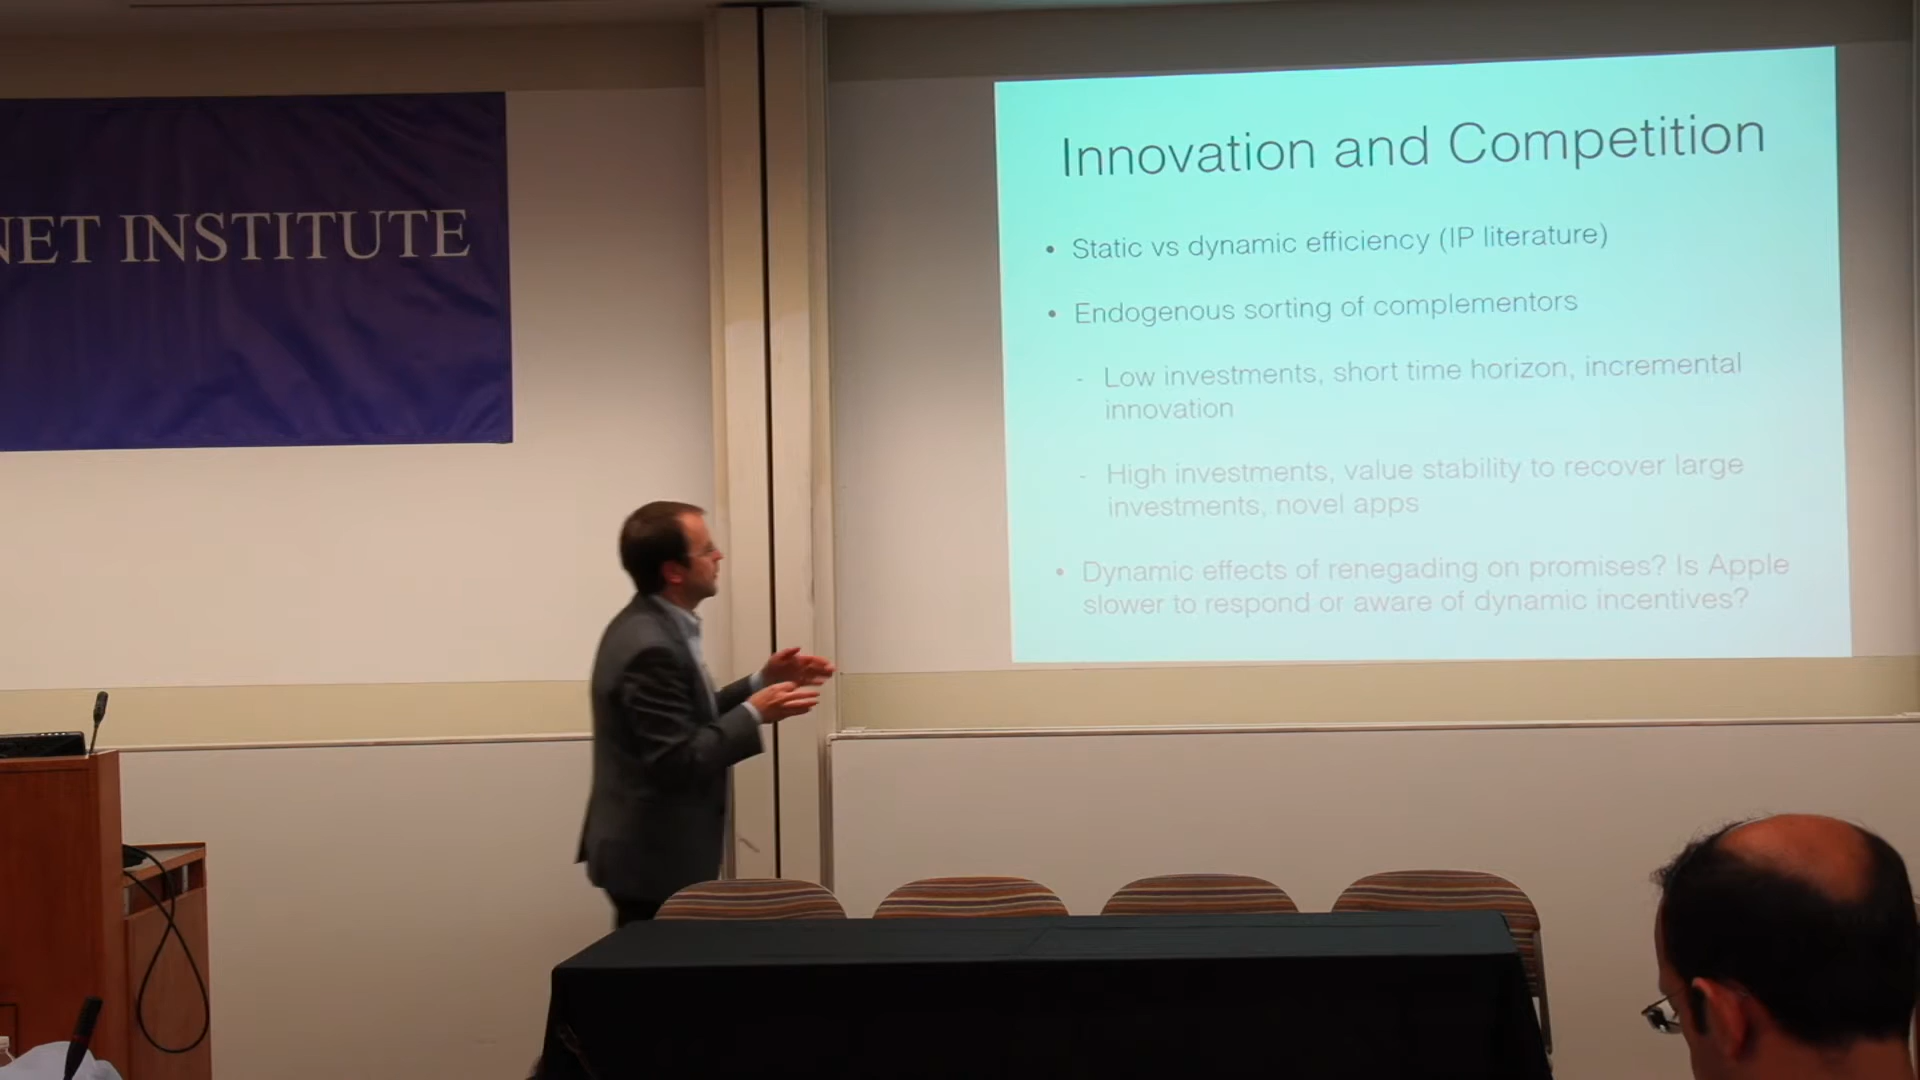 NET INSTITUTE
Innovation and Competition
• Static vs dynamic efficiency (IP literature)
• Endogenous sorting of complementors
- Low investments, short time horizon, incremental
innovation
- High investments, value stability to recover large
investments, novel apps
• Dynamic effects of renegading on promises? Is Apple
slower to respond or aware of dynamic incentives?